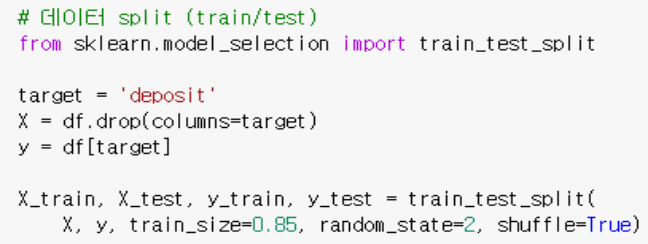 # 데이터 split (train/test)
from sklearn.model_selection import train_test_split
target = 'deposit'
X = df.drop(columns=target)
y = df[target]
X_train, X_test, y_train, y_test = train_test_split(
X, y, train_size=0.85, random_state=2, shuffle=True)